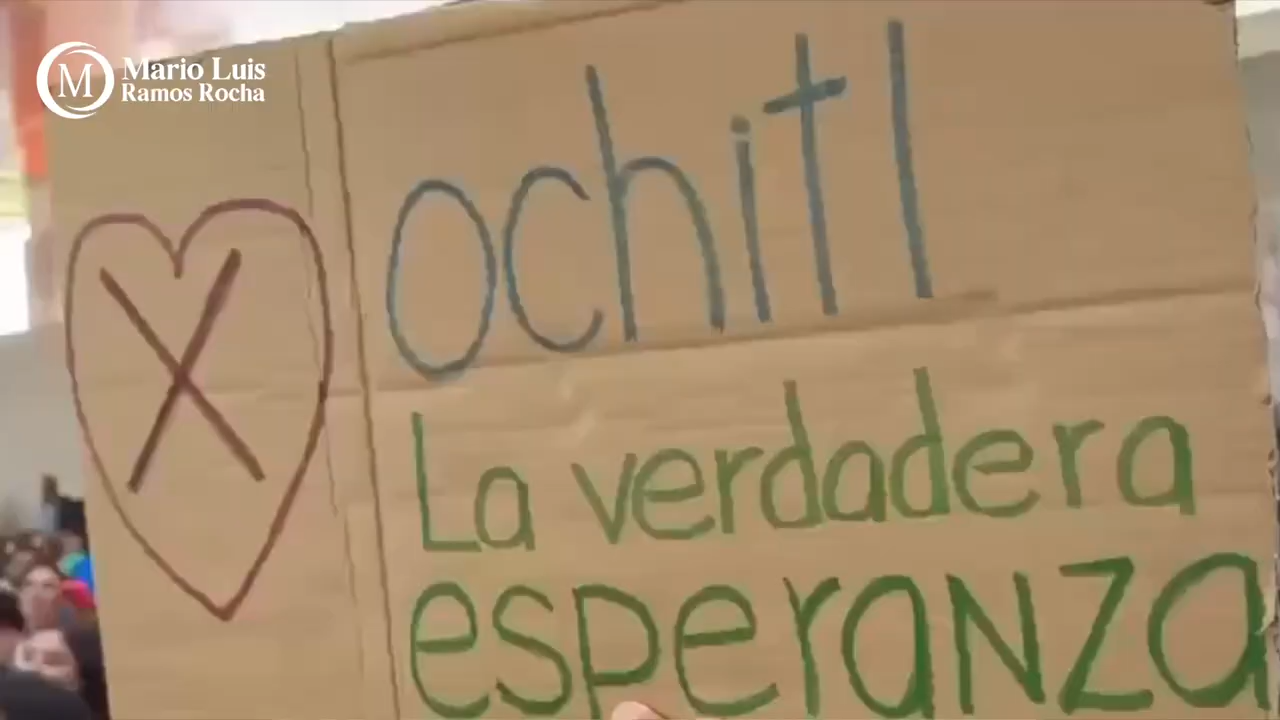 M Mario Luis
Ramos Rocha
Xochitl
La verdadera
esperanza